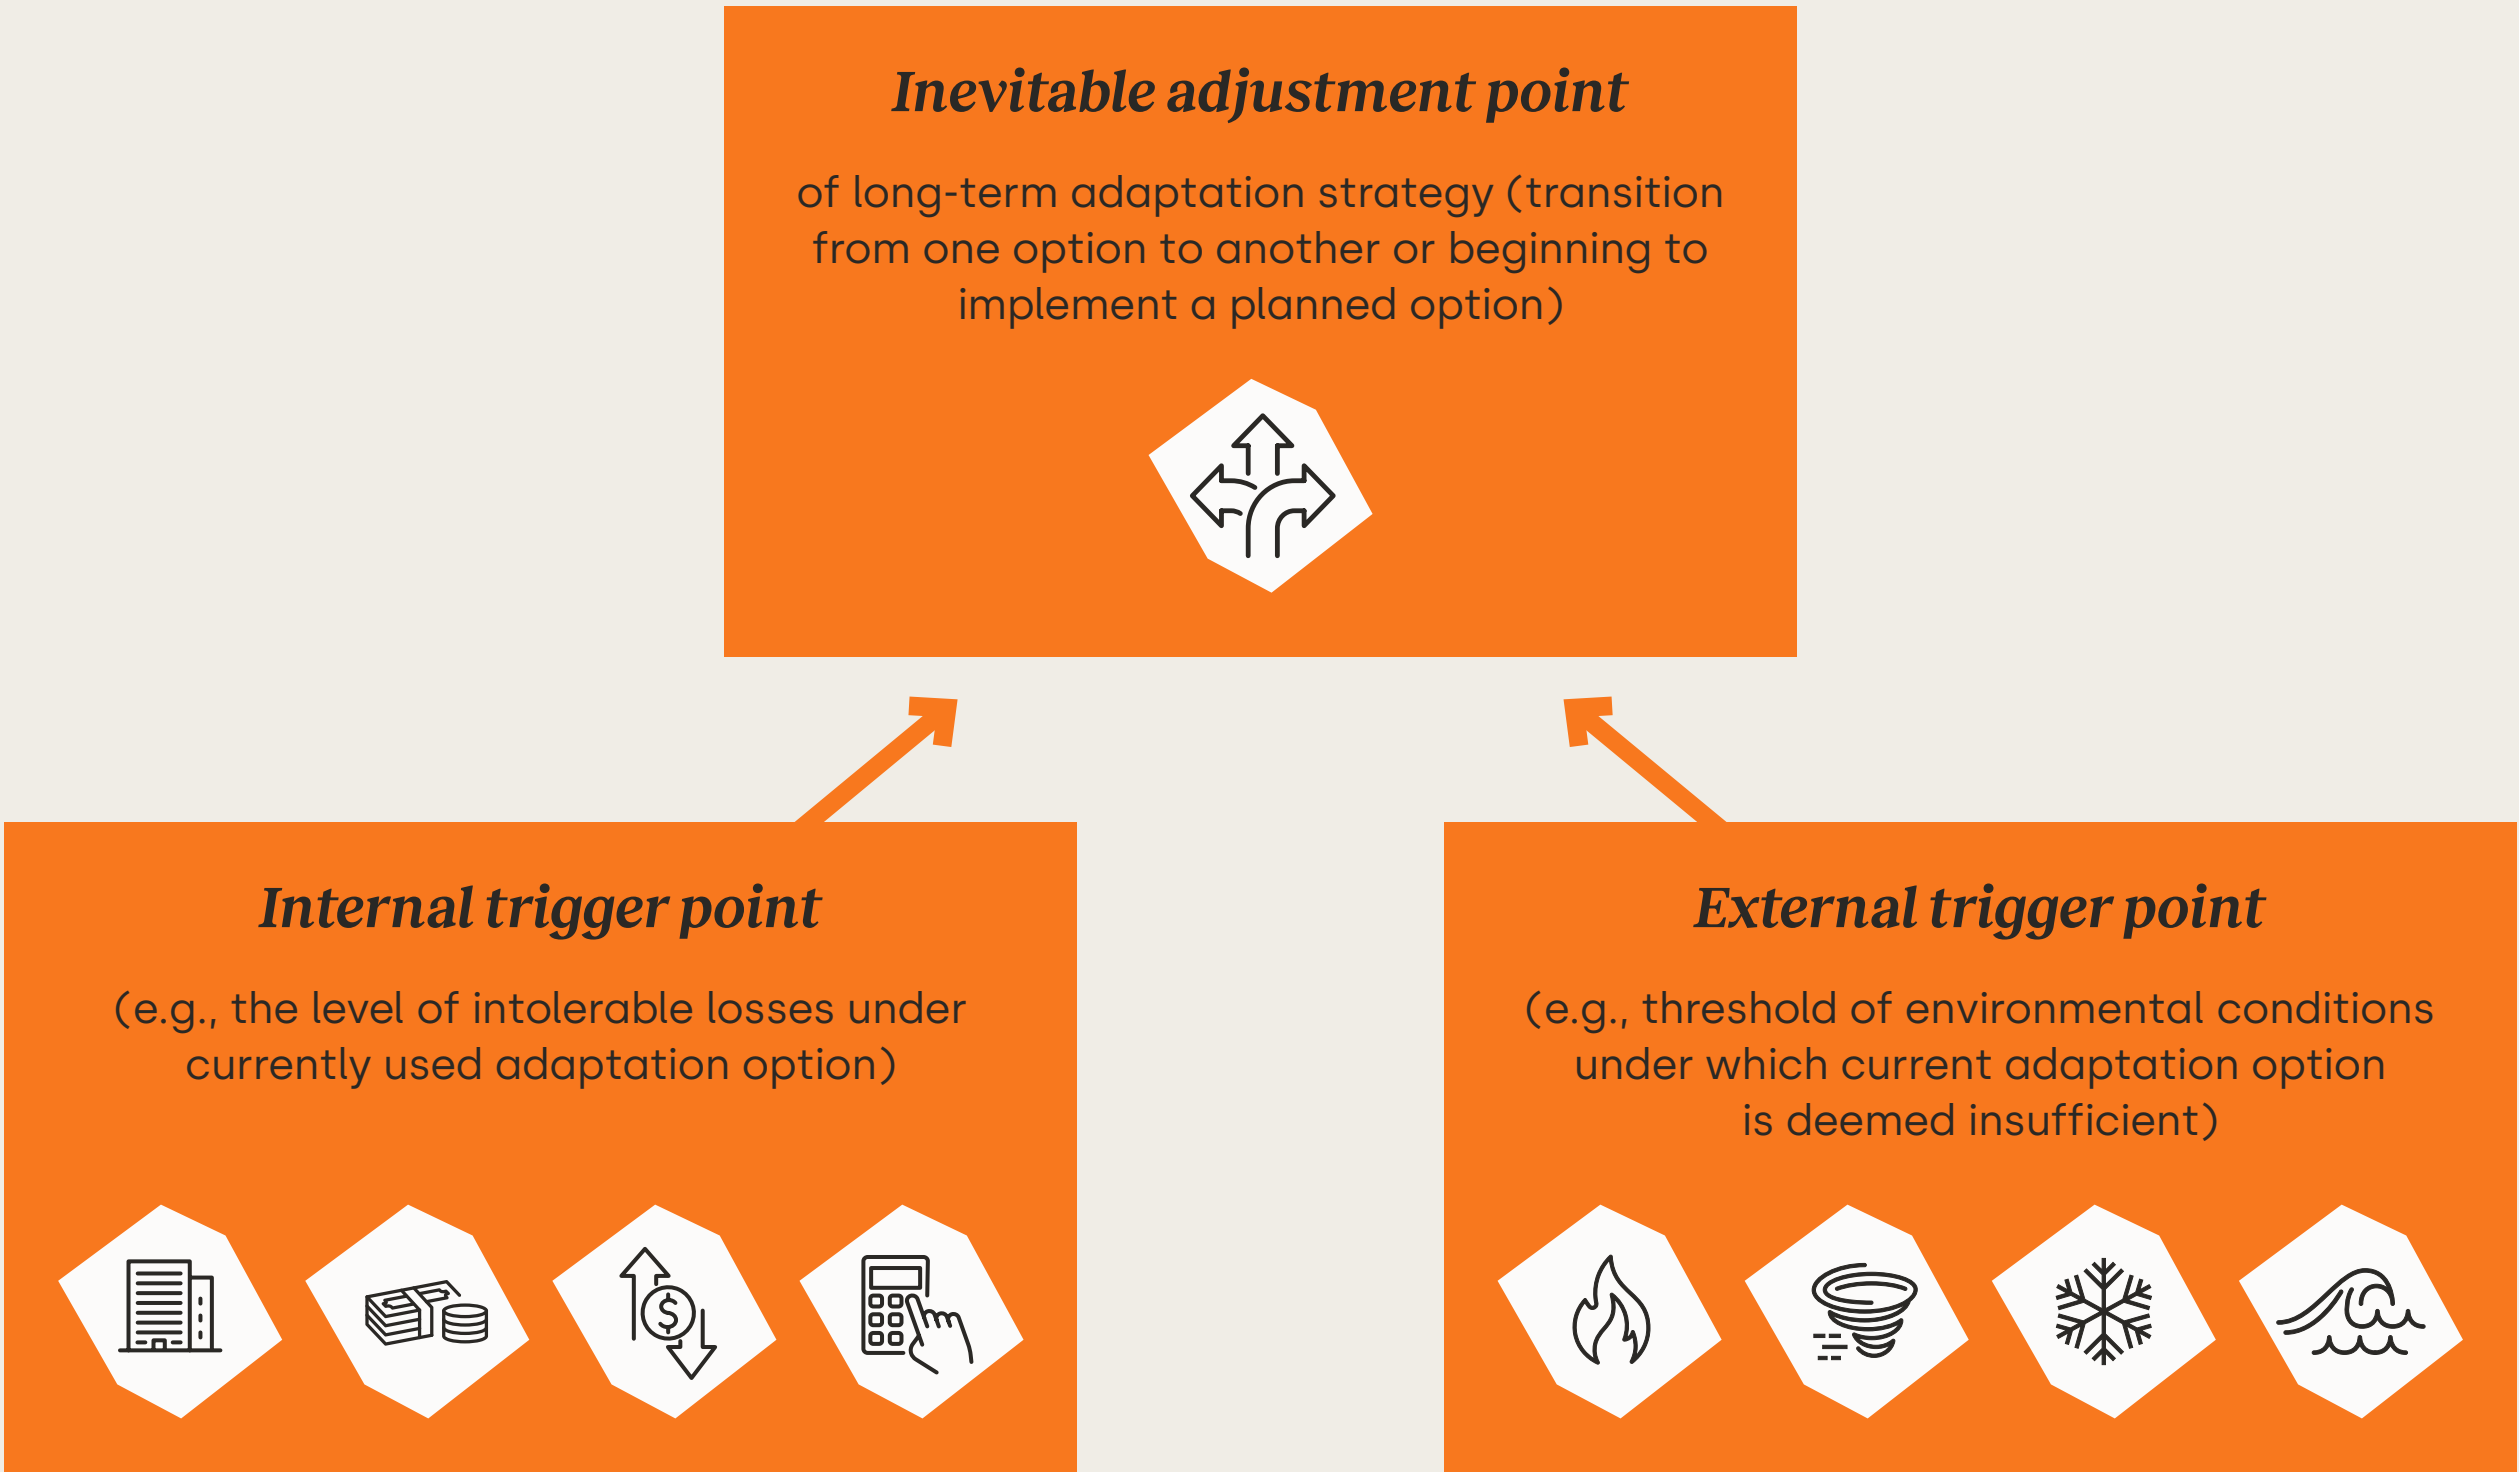 Inevitable adjustment point
of long-term adaptation strategy (transition
from one option to another or beginning to
implement a planned option)
Internal trigger point
(e.g., the level of intolerable losses under
currently used adaptation option)
External trigger point
(e.g., threshold of environmental conditions
under which current adaptation option
is deemed insufficient)